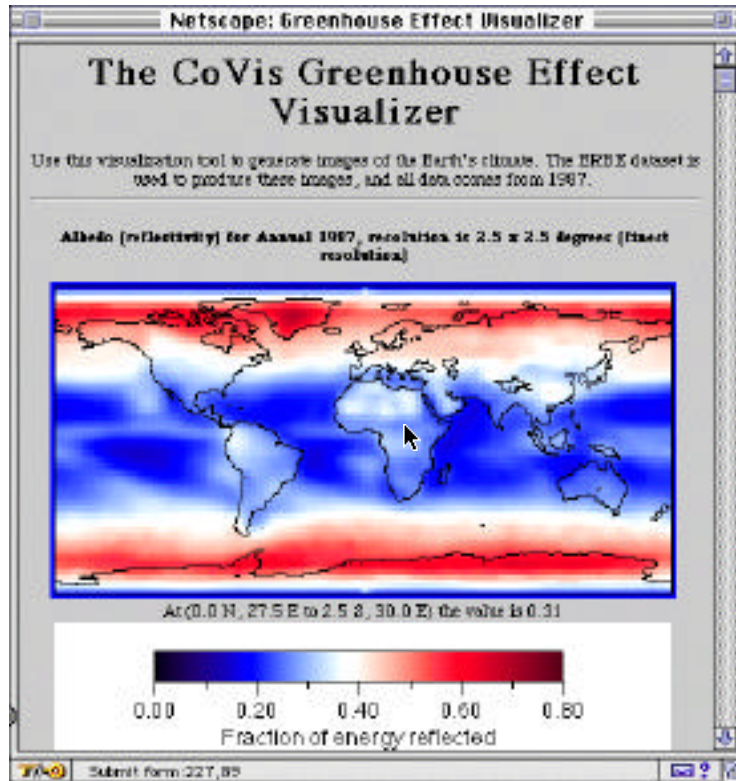 Netscape: Greenhouse Effect Visualizer
The CoVis Greenhouse Effect
Visualizer
Use this visualization tool to generate images of the Earth's climate. The ERBE dataset is
used to produce these images, and all data comes from 1987.
Albedo (reflectivity) for Annual 1987, resolution is 2.5 x 2.5 degrees (finest
resolution)
At (0.0 N, 27.5 E to 2.5 S, 30.0 E) the value is 0.31
0.00 0.20 0.40 0.60 0.80
Fraction of energy reflected
Submit form:227,89
?